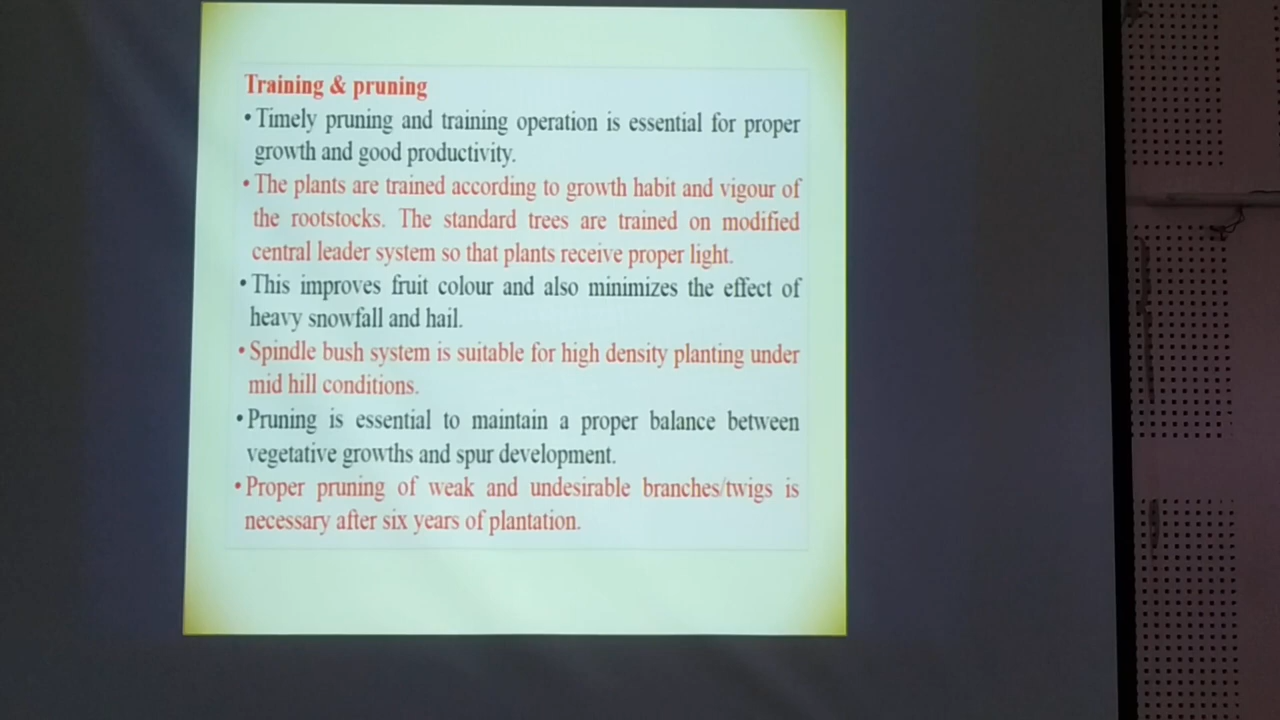 Training & pruning
•Timely pruning and training operation is essential for proper
growth and good productivity.
•The plants are trained according to growth habit and vigour of
the rootstocks. The standard trees are trained on modified
central leader system so that plants receive proper light.
•This improves fruit colour and also minimizes the effect of
heavy snowfall and hail.
•Spindle bush system is suitable for high density planting under
mid hill conditions.
•Pruning is essential to maintain a proper balance between
vegetative growths and spur development.
•Proper pruning of weak and undesirable branches/twigs is
necessary after six years of plantation.